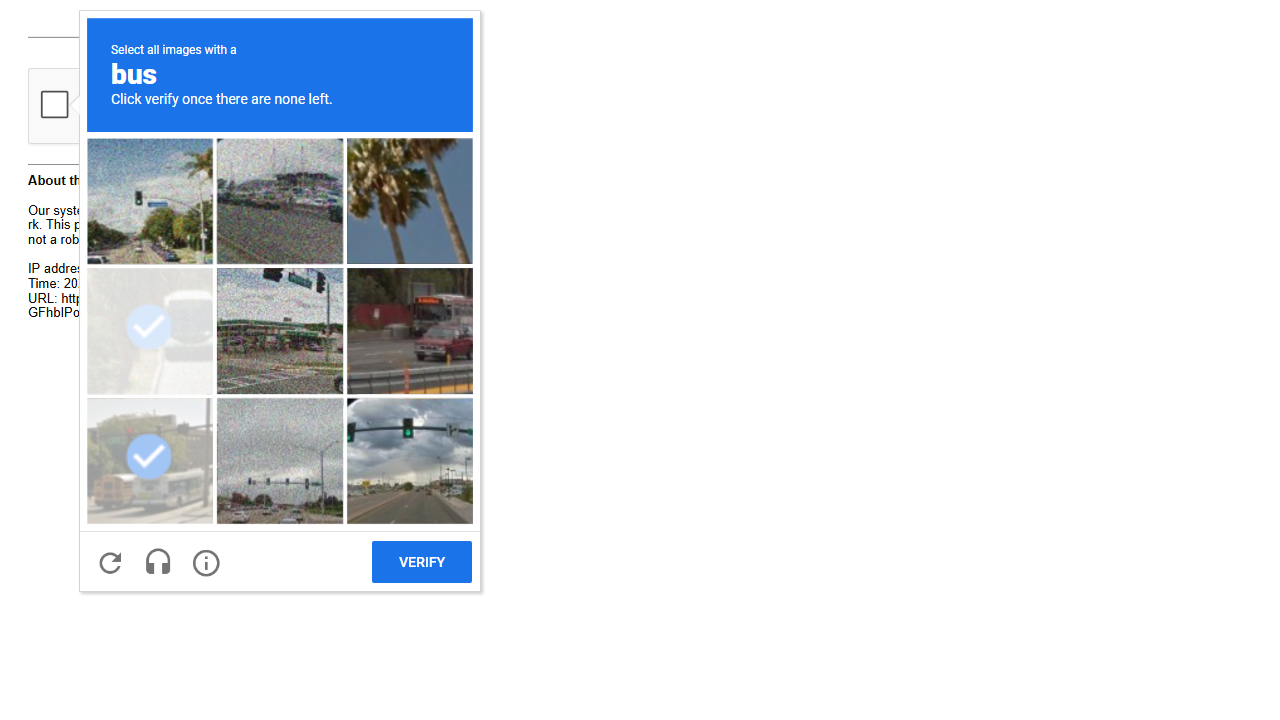 Select all images with a
bus
Click verify once there are none left.
About th
Our syste
rk. This p
not a rob
IP addres
Time: 20
URL: http
GFhblPo
VERIFY